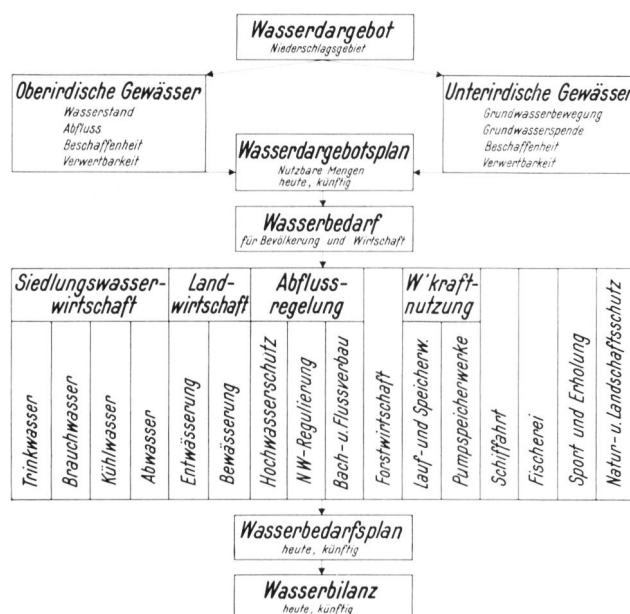 Wasserdargebot
Niederschlagsgebiet
Oberirdische Gewässer
Wasserstand
Abfluss
Beschaffenheit
Verwertbarkeit
Unterirdische Gewässer
Grundwasserbewegung
Grundwasserspende
Beschaffenheit
Verwertbarkeit
Wasserdargebotsplan
Nutzbare Mengen
heute, künftig
Wasserbedarf
für Bevölkerung und Wirtschaft
Siedlungswasser-
wirtschaft
Land-
wirtschaft
Abfluss-
regelung
W'kraft-
nutzung
Trinkwasser
Brauchwasser
Kühlwasser
Abwasser
Entwässerung
Bewässerung
Hochwasserschutz
NW-Regulierung
Bach- u. Flussverbau
Forstwirtschaft
Lauf- und Speicherw.
Pumpspeicherwerke
Schiffahrt
Fischerei
Sport und Erholung
Natur- u. Landschaftsschutz
Wasserbedarfsplan
heute, künftig
Wasserbilanz
heute, künftig